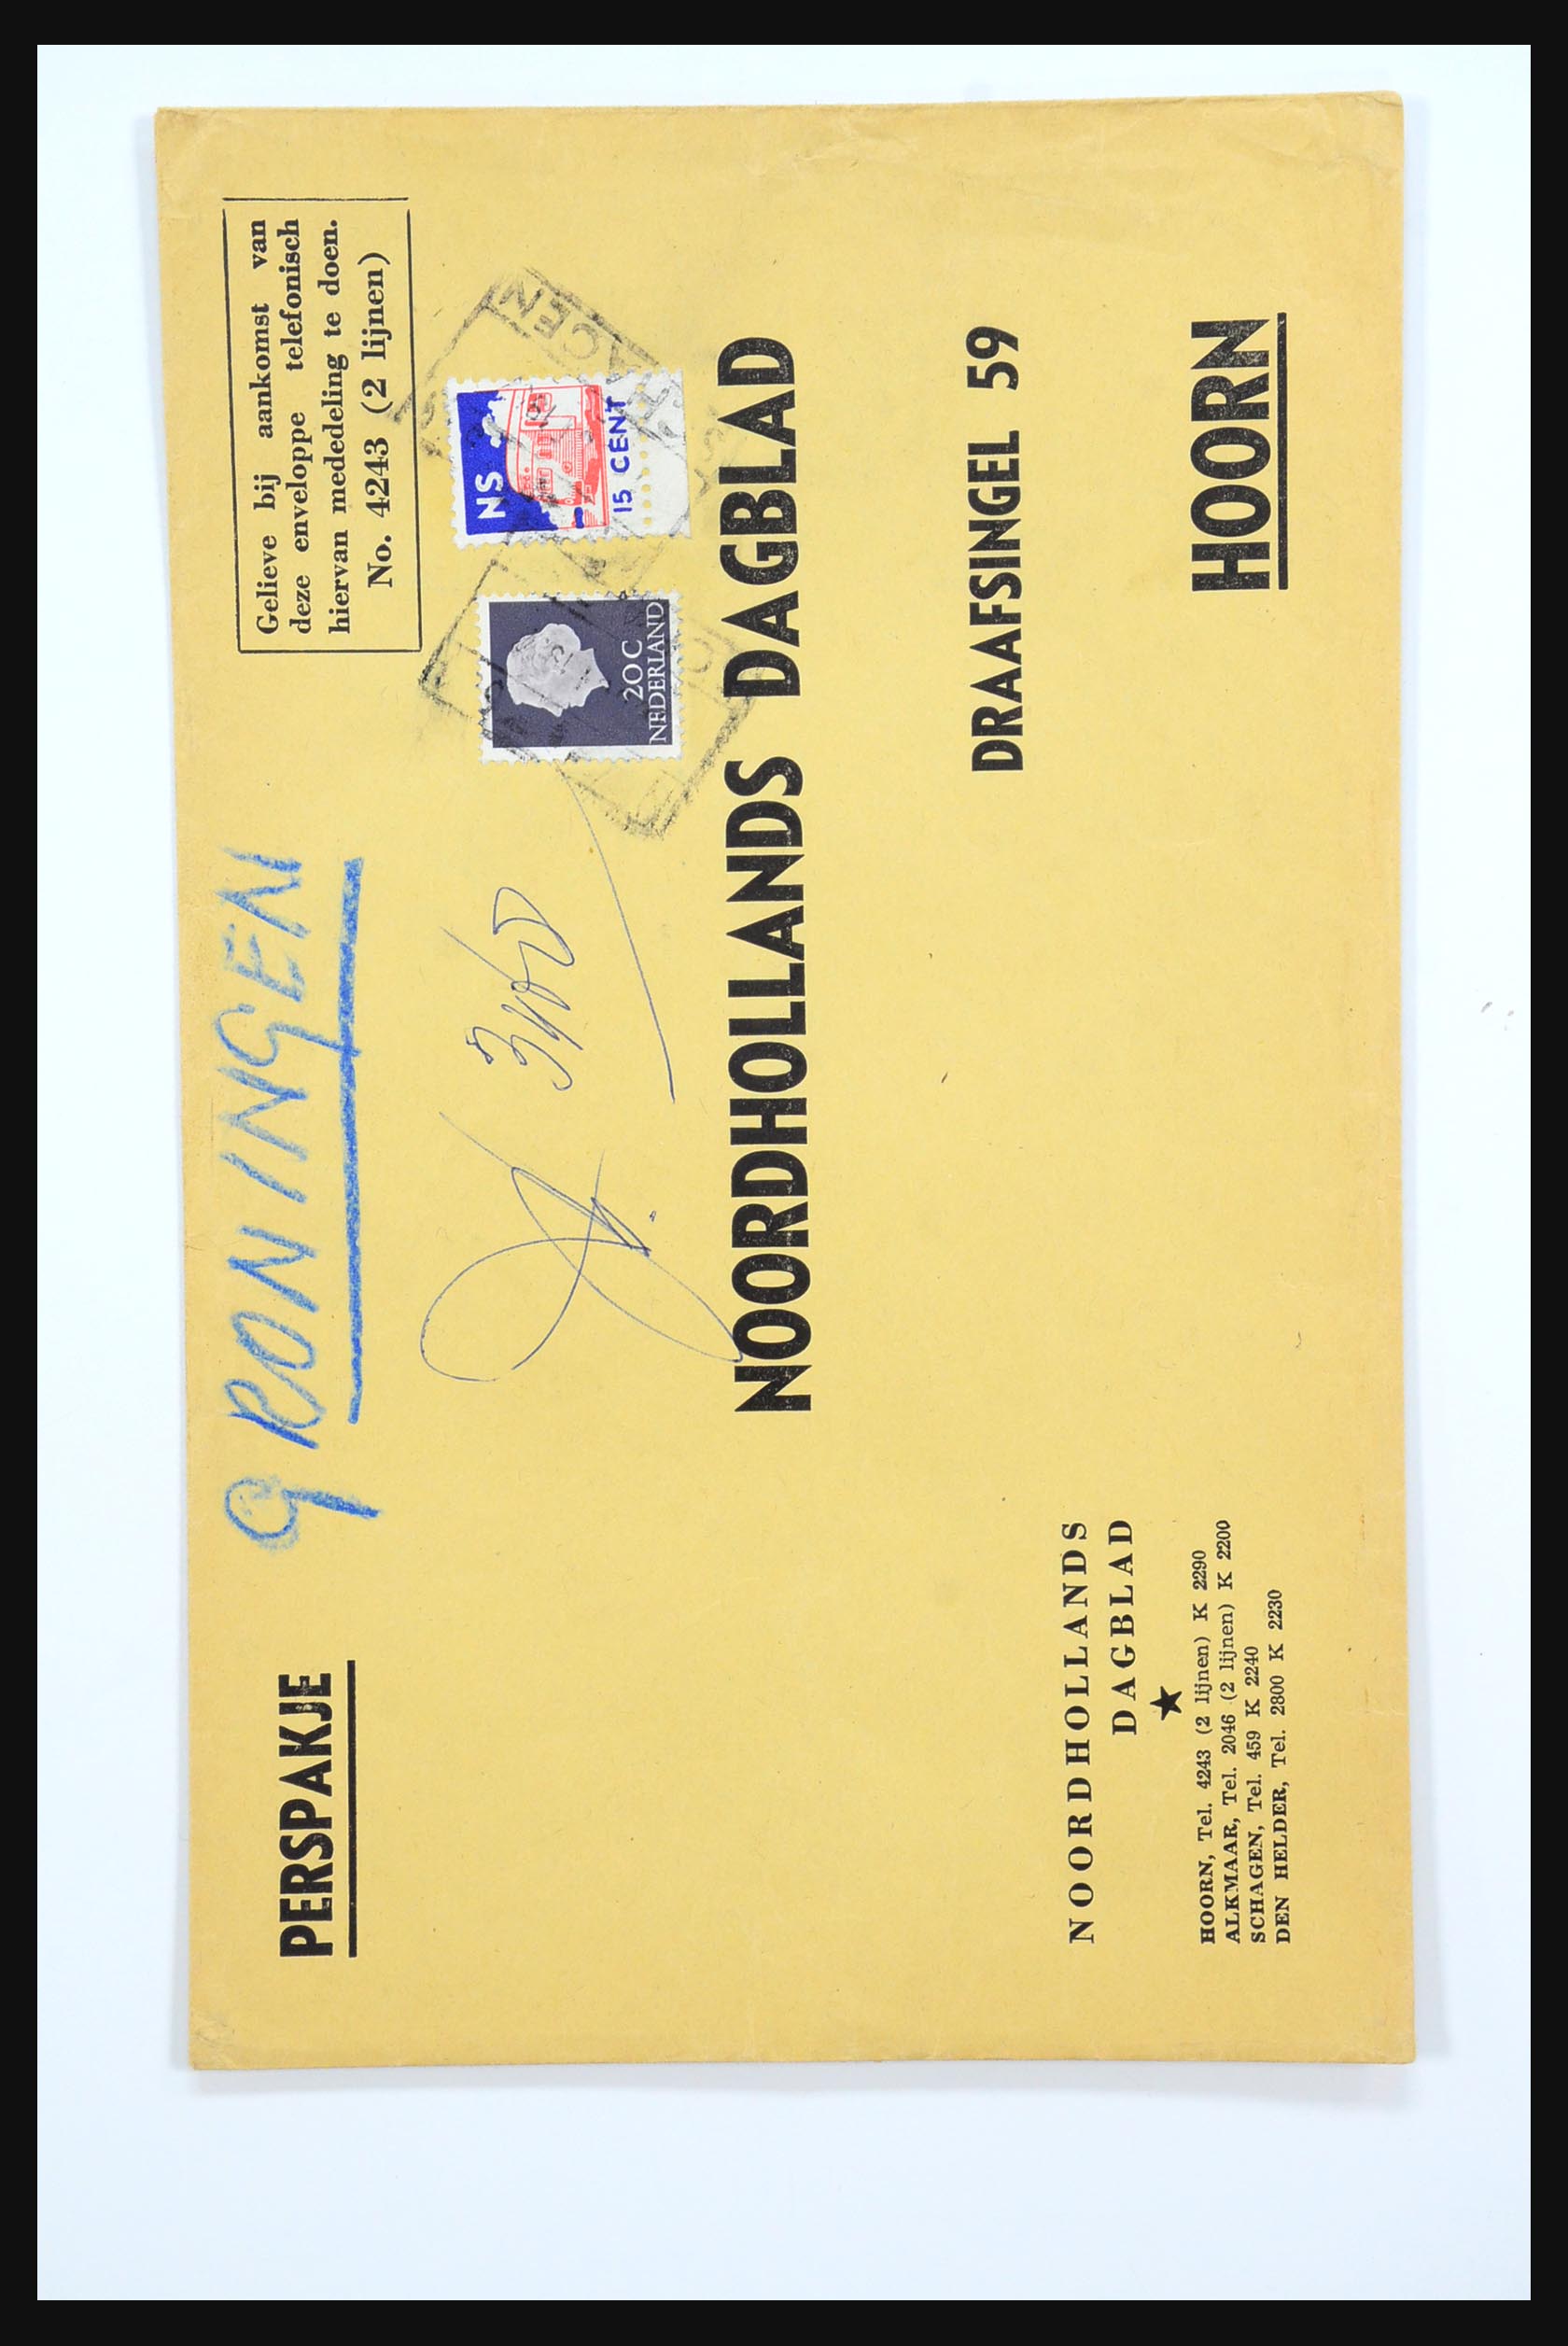 PERSPAKJE
GRONINGEN
Gelieve bij aankomst van
deze enveloppe telefonisch
hiervan mededeling te doen.
No. 4243 (2 lijnen)
20 C
NEDERLAND
NS
15 CENT
NOORDHOLLANDS DAGBLAD
DRAAFSINGEL 59
HOORN
NOORDHOLLANDS
DAGBLAD
★
HOORN, Tel. 4243 (2 lijnen) K 2290
ALKMAAR, Tel. 2046 (2 lijnen) K 2200
SCHAGEN, Tel. 459 K 2240
DEN HELDER, Tel. 2800 K 2230